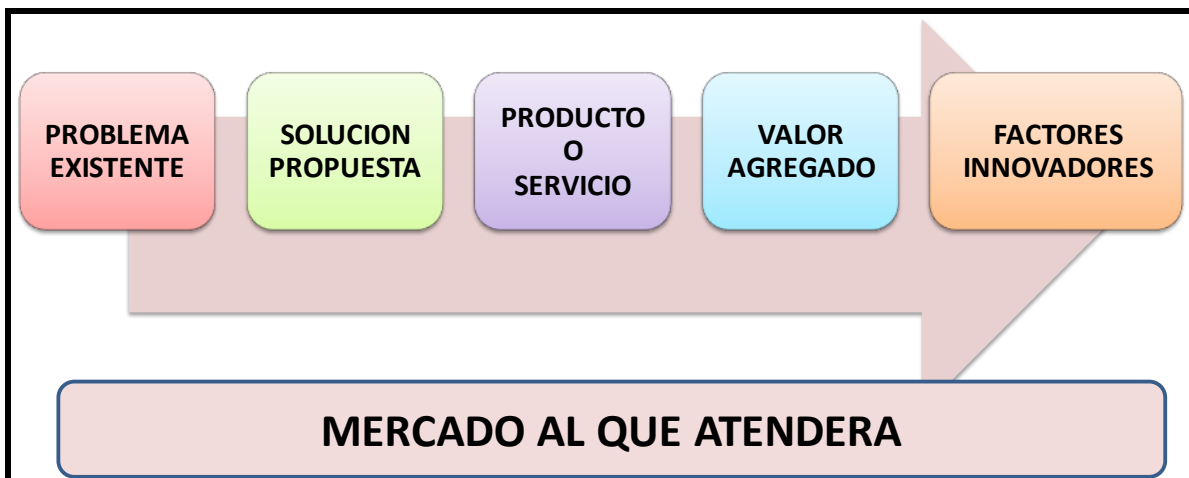 PROBLEMA
EXISTENTE
SOLUCION
PROPUESTA
PRODUCTO
O
SERVICIO
VALOR
AGREGADO
FACTORES
INNOVADORES
MERCADO AL QUE ATENDERA